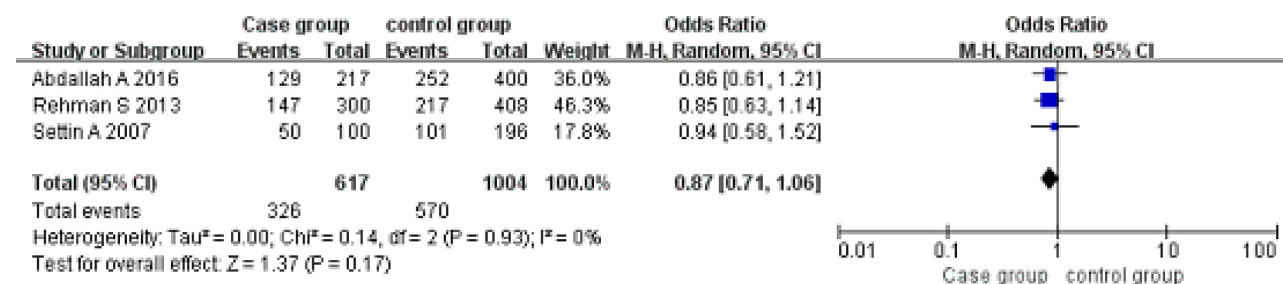 Case group control group Odds Ratio Odds Ratio
Study or Subgroup Events Total Events Total Weight M-H, Random, 95% CI M-H, Random, 95% CI
Abdallah A 2016 129 217 252 400 36.0% 0.86 [0.61, 1.21]
Rehman S 2013 147 300 217 408 46.3% 0.85 [0.63, 1.14]
Settin A 2007 50 100 101 196 17.8% 0.94 [0.58, 1.52]
Total (95% CI) 617 1004 100.0% 0.87 [0.71, 1.06]
Total events 326 570
Heterogeneity: Tau² = 0.00; Chi² = 0.14, df = 2 (P = 0.93); I² = 0%
Test for overall effect: Z = 1.37 (P = 0.17)
0.01 0.1 1 10 100
Case group control group